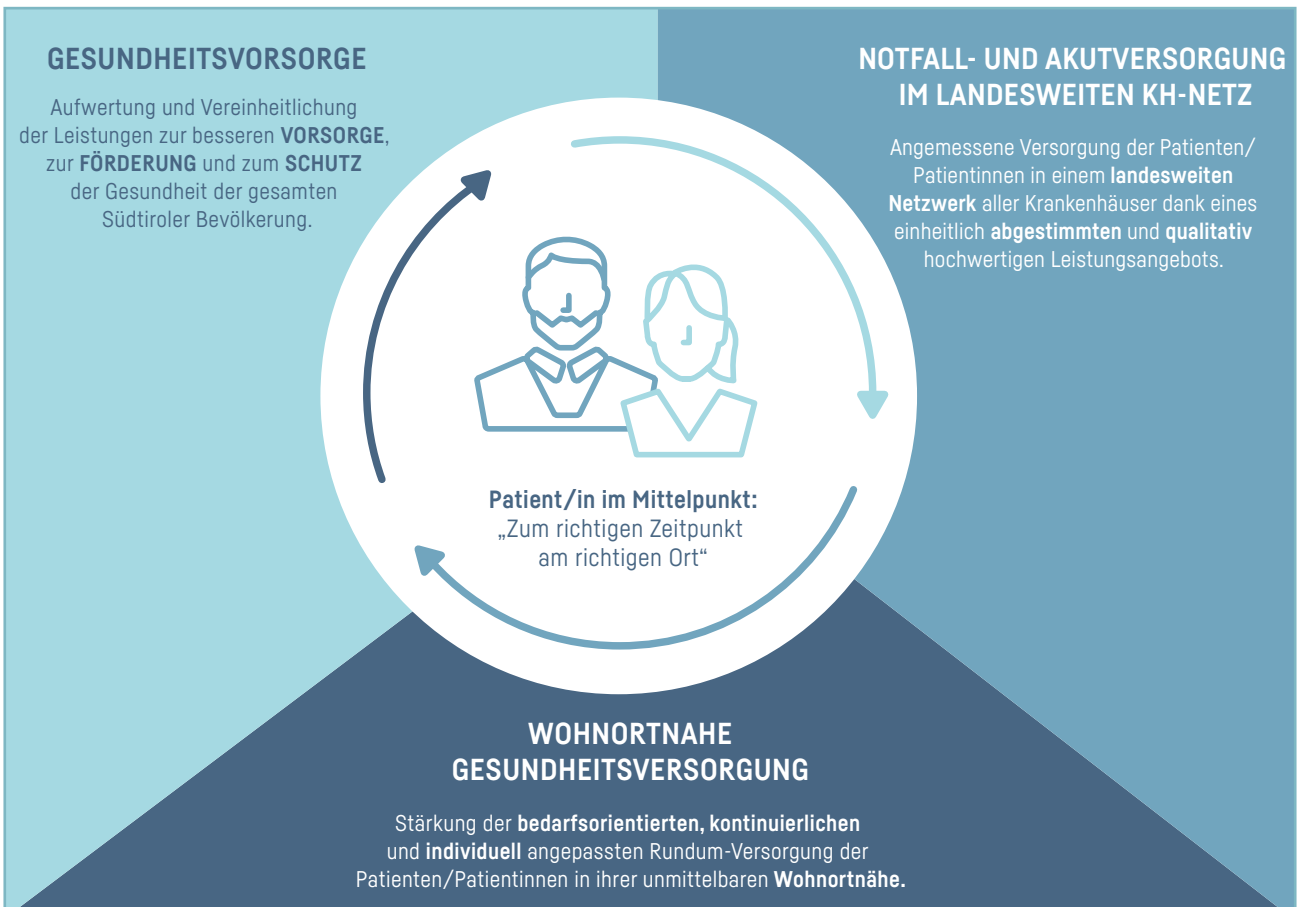 GESUNDHEITSVORSORGE
Aufwertung und Vereinheitlichung
der Leistungen zur besseren VORSORGE,
zur FÖRDERUNG und zum SCHUTZ
der Gesundheit der gesamten
Südtiroler Bevölkerung.
NOTFALL- UND AKUTVERSORGUNG
IM LANDESWEITEN KH-NETZ
Angemessene Versorgung der Patienten/
Patientinnen in einem landesweiten
Netzwerk aller Krankenhäuser dank eines
einheitlich abgestimmten und qualitativ
hochwertigen Leistungsangebots.
Patient/in im Mittelpunkt:
„Zum richtigen Zeitpunkt
am richtigen Ort“
WOHNORTNAHE
GESUNDHEITSVERSORGUNG
Stärkung der bedarfsorientierten, kontinuierlichen
und individuell angepassten Rundum-Versorgung der
Patienten/Patientinnen in ihrer unmittelbaren Wohnortnähe.